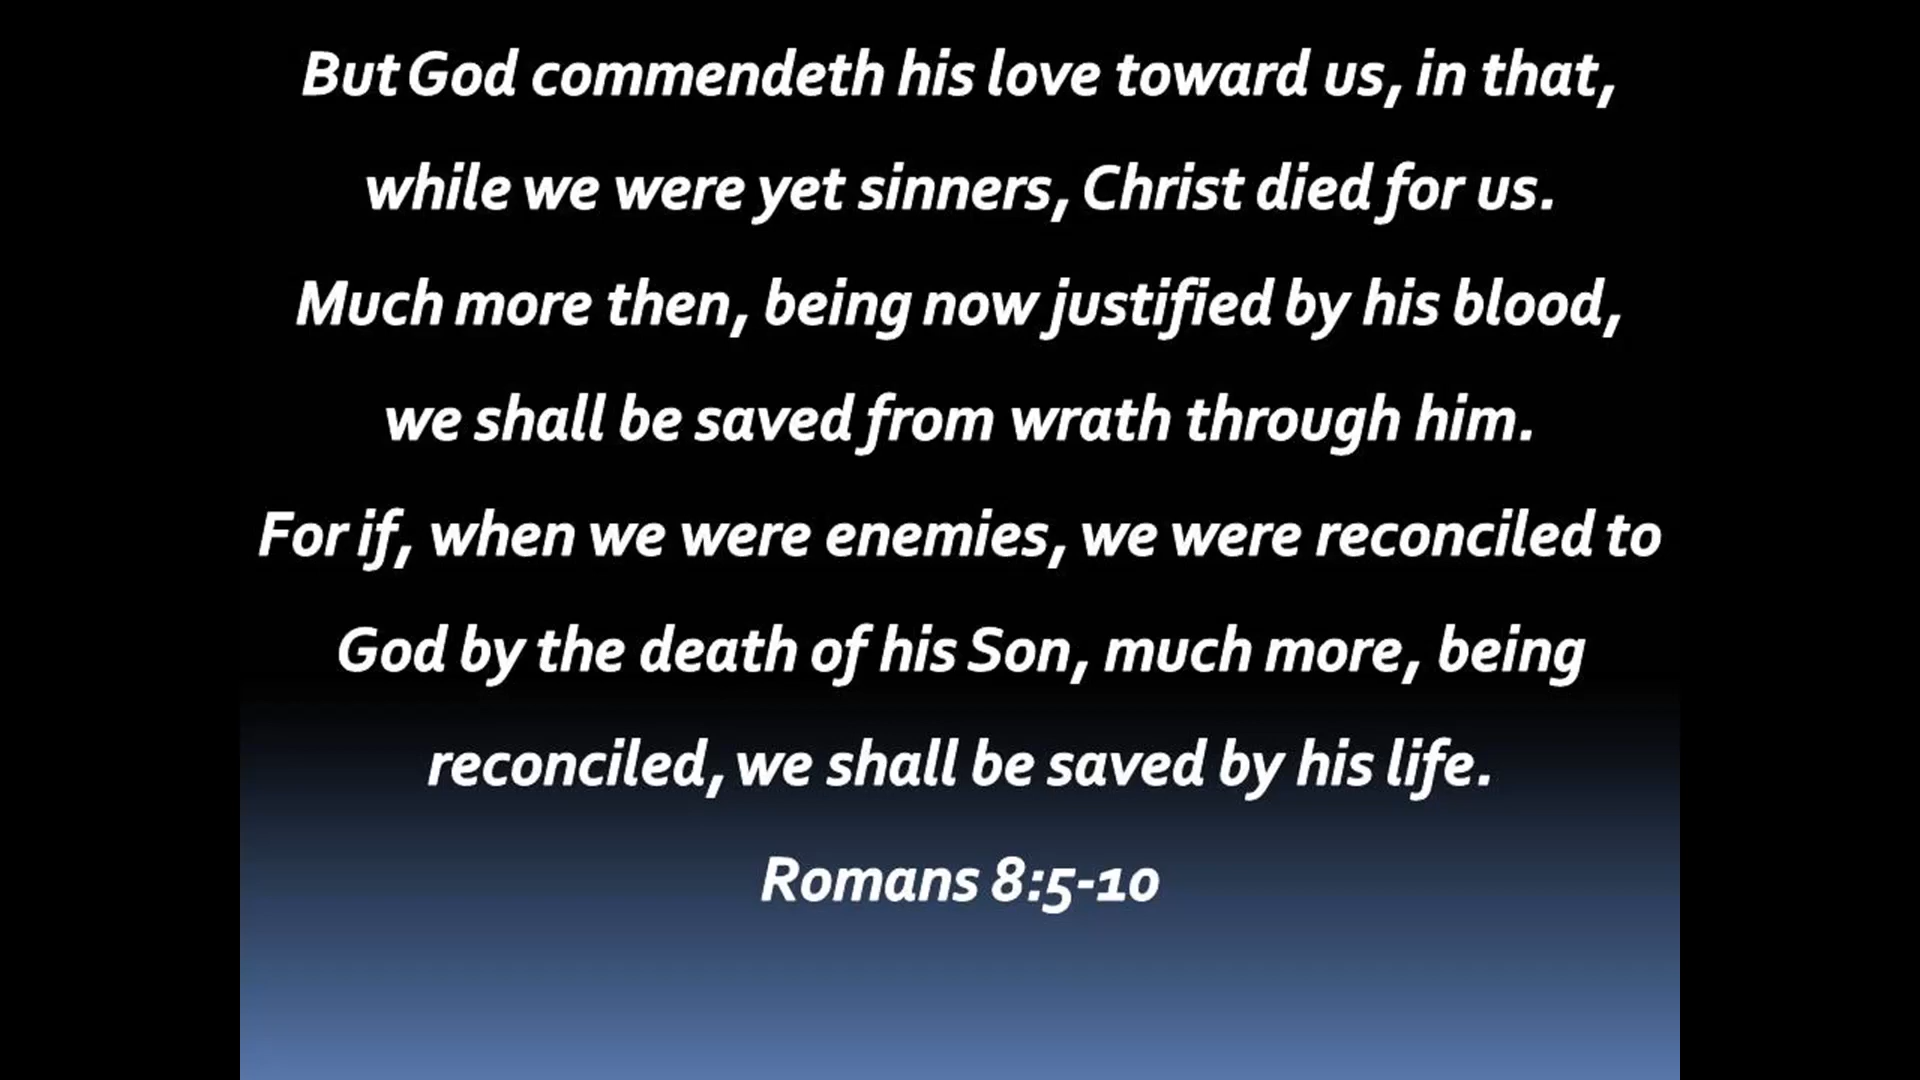 But God commendeth his love toward us, in that,
while we were yet sinners, Christ died for us.
Much more then, being now justified by his blood,
we shall be saved from wrath through him.
For if, when we were enemies, we were reconciled to
God by the death of his Son, much more, being
reconciled, we shall be saved by his life.
Romans 8:5-10